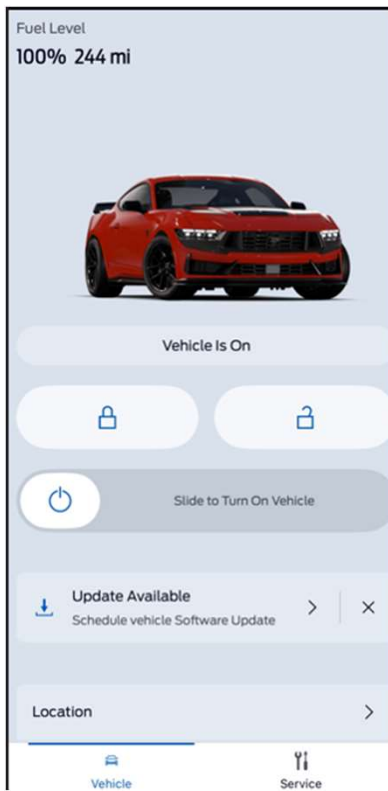 Fuel Level
100% 244 mi
Vehicle Is On
Slide to Turn On Vehicle
Update Available
Schedule vehicle Software Update
Location
Vehicle
Service